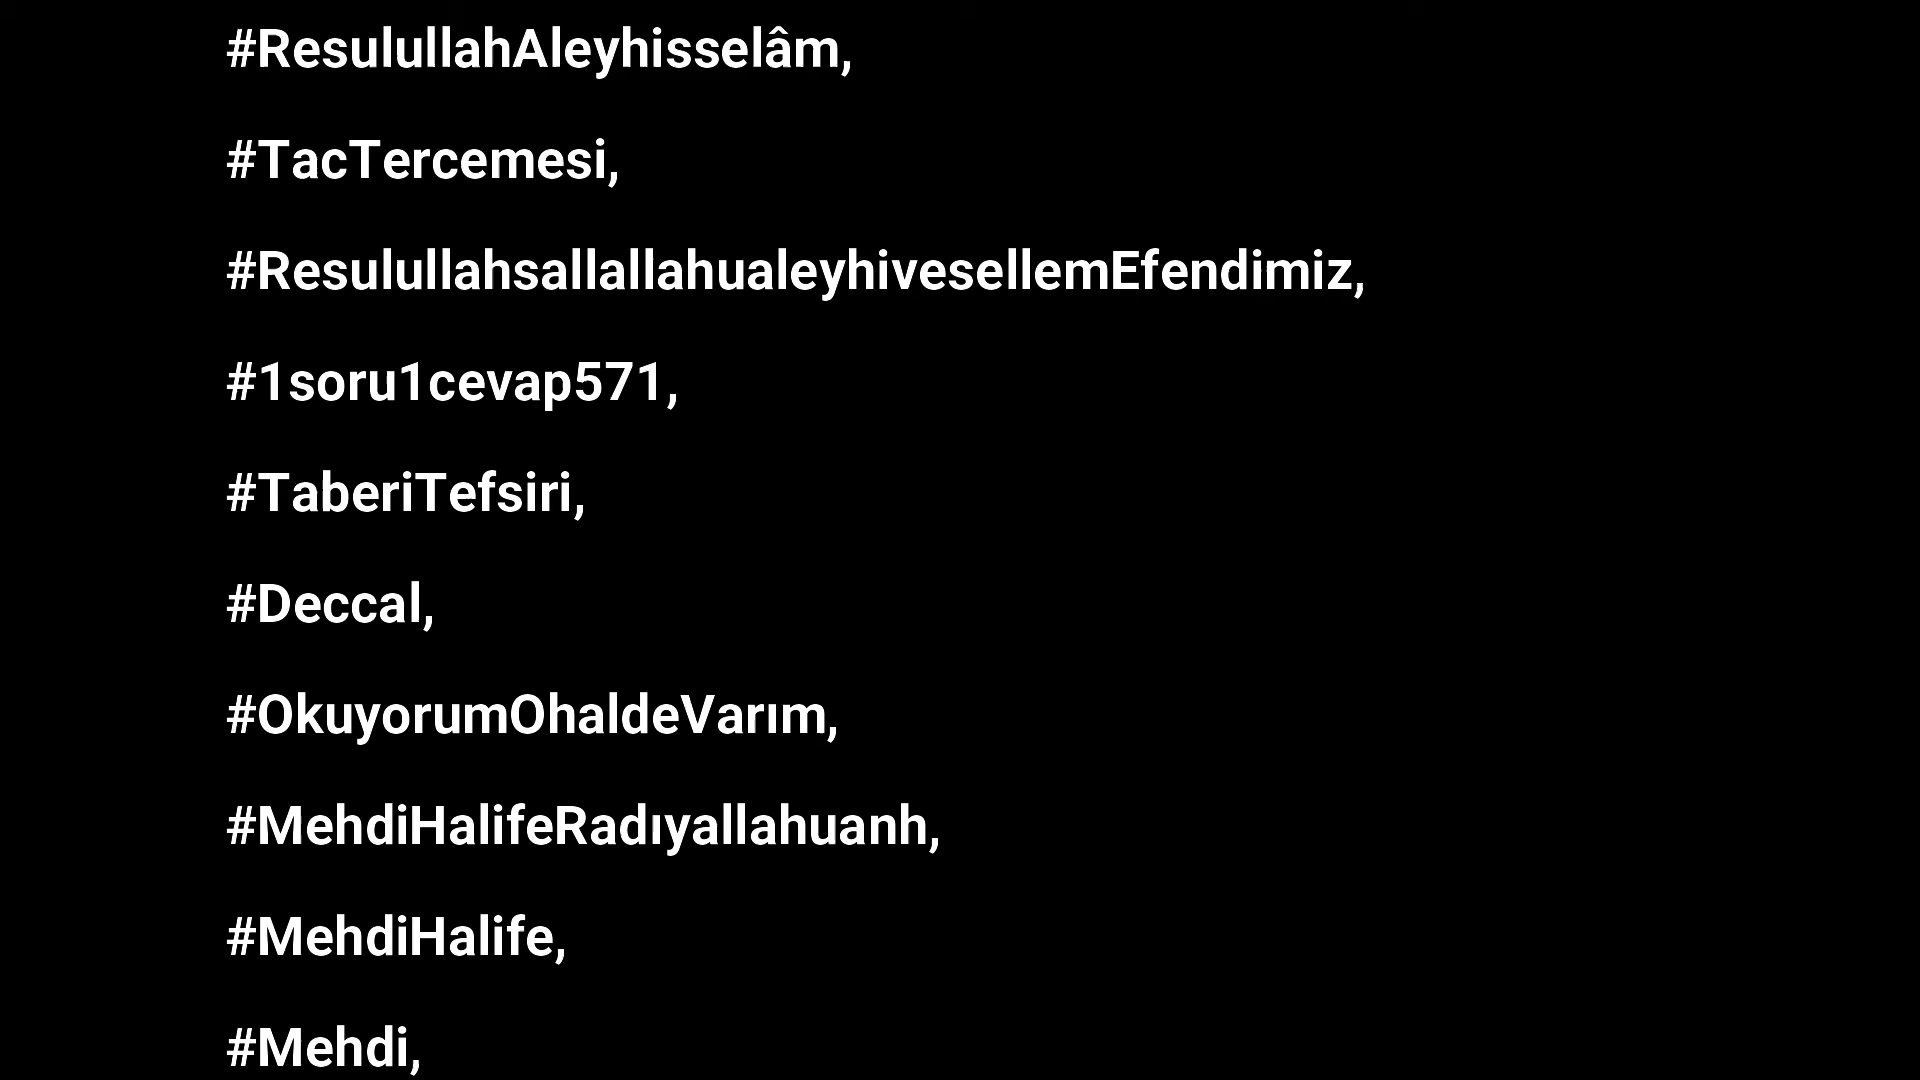 #ResulullahAleyhisselâm,
#TacTercemesi,
#ResulullahsallallahualeyhivesellemEfendimiz,
#1soru1cevap571,
#TaberiTefsiri,
#Deccal,
#OkuyorumOhaldeVarım,
#MehdiHalifeRadıyallahuanh,
#MehdiHalife,
#Mehdi,